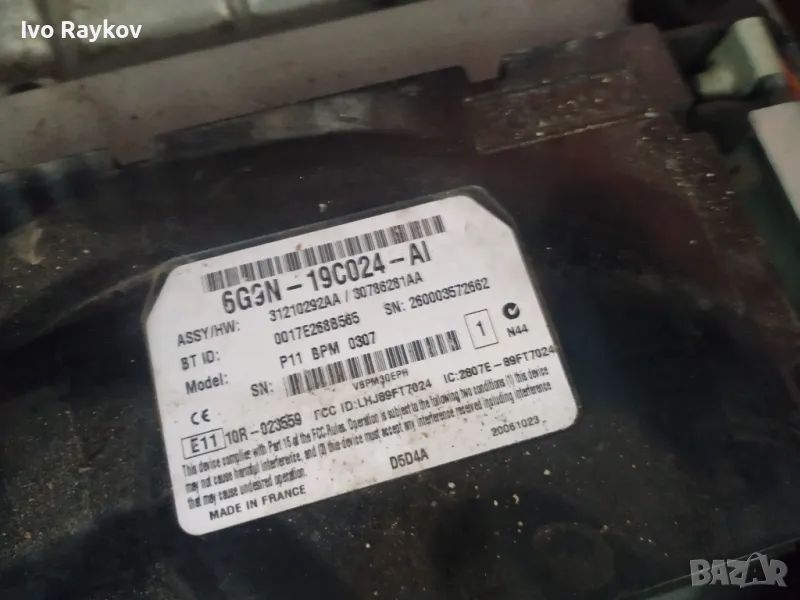 Ivo Raykov
6G9N-19C024-AI
ASSY/HW: 31210292AA / 30786281AA
BT ID: 0017E2688565 SN: 260003572662
Model: P11 BPM 0307 1 N44
SN: V8PM30EPH
CE FCC ID:LHJ89FT7024 IC:2807E-89FT7024
E11 10R-023559
This device complies with Part 15 of the FCC Rules. Operation is subject to the following two conditions (1) this device
may not cause harmful interference, and (2) this device must accept any interference received including interference
that may cause undesired operation.
MADE IN FRANCE D5D4A 20061023
BAZAR